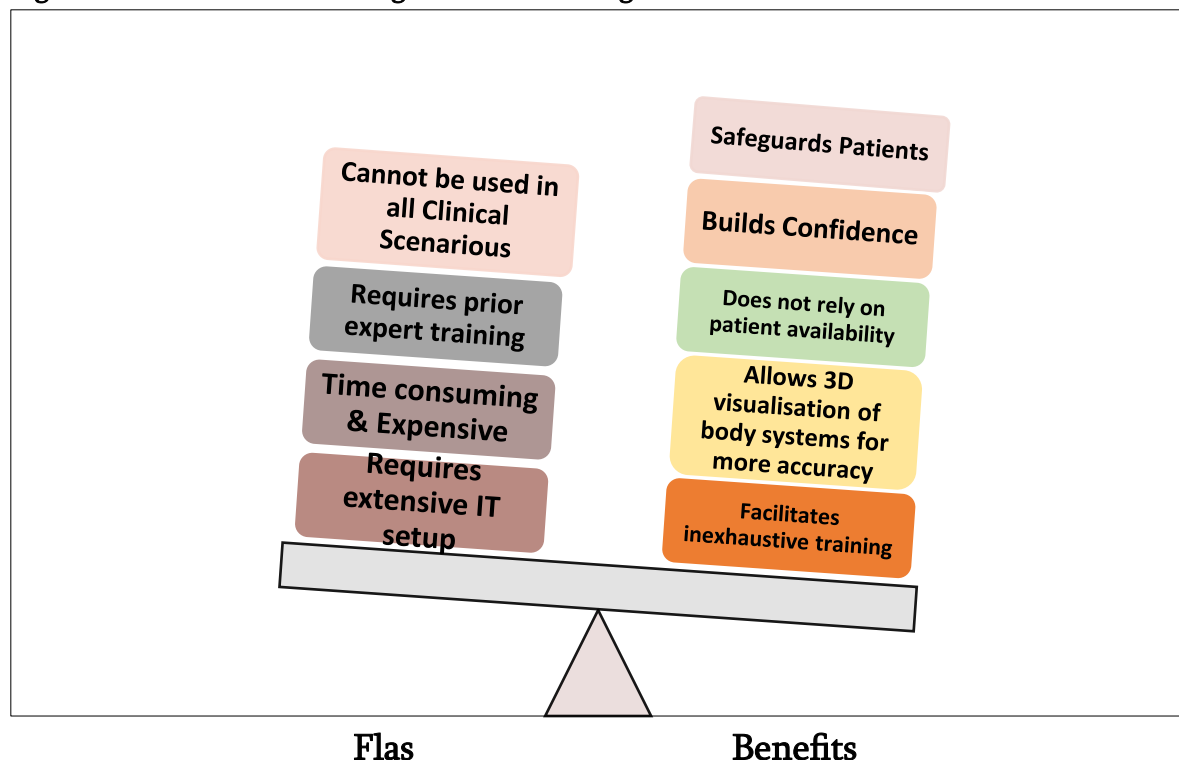 Cannot be used in
all Clinical
Scenarious
Requires prior
expert training
Time consuming
& Expensive
Requires
extensive IT
setup
Safeguards Patients
Builds Confidence
Does not rely on
patient availability
Allows 3D
visualisation of
body systems for
more accuracy
Facilitates
inexhaustive training
Flas
Benefits